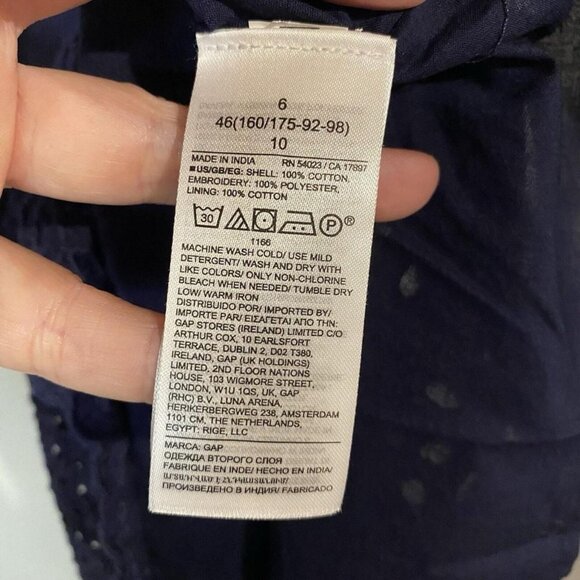 6
46(160/175-92-98)
10
MADE IN INDIA RN 54023 / CA 17897
■ US/GB/EG: SHELL: 100% COTTON.
EMBROIDERY: 100% POLYESTER,
LINING: 100% COTTON
30 P ®
1166
MACHINE WASH COLD/ USE MILD
DETERGENT/ WASH AND DRY WITH
LIKE COLORS/ ONLY NON-CHLORINE
BLEACH WHEN NEEDED/ TUMBLE DRY
LOW/ WARM IRON
DISTRIBUIDO POR/ IMPORTED BY/
IMPORTE PAR/ ΕΙΣΑΓΕΤΑΙ ΑΠΟ ΤΗΝ.
GAP STORES (IRELAND) LIMITED C/O
ARTHUR COX, 10 EARLSFORT
TERRACE, DUBLIN 2, D02 T380,
IRELAND, GAP (UK HOLDINGS)
LIMITED, 2ND FLOOR NATIONS
HOUSE, 103 WIGMORE STREET,
LONDON, W1U 1QS, UK, GAP
(RHC) B.V., LUNA ARENA,
HERIKERBERGWEG 238, AMSTERDAM
1101 CM, THE NETHERLANDS,
EGYPT: RIGE, LLC
MARCA: GAP
ОДЕЖДА ВТОРОГО СЛОЯ
FABRIQUE EN INDE/ HECHO EN INDIA/
ПРОИЗВЕДЕНО В ИНДИЯ/ FABRICADO